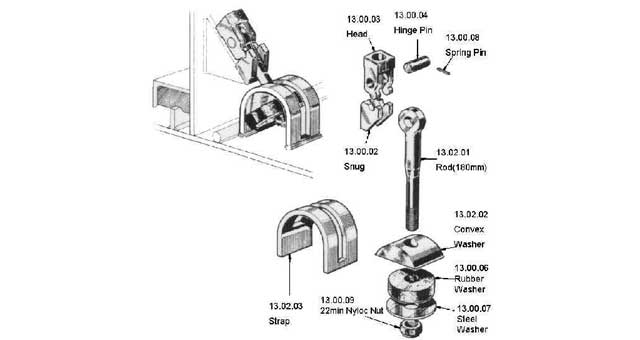 13.00.03
Head
13.00.04
Hinge Pin
13.00.08
Spring Pin
13.00.02
Snug
13.02.01
Rod(180mm)
13.02.02
Convex
Washer
13.00.06
Rubber
Washer
13.00.07
Steel
Washer
13.00.09
22min Nyloc Nut
13.02.03
Strap